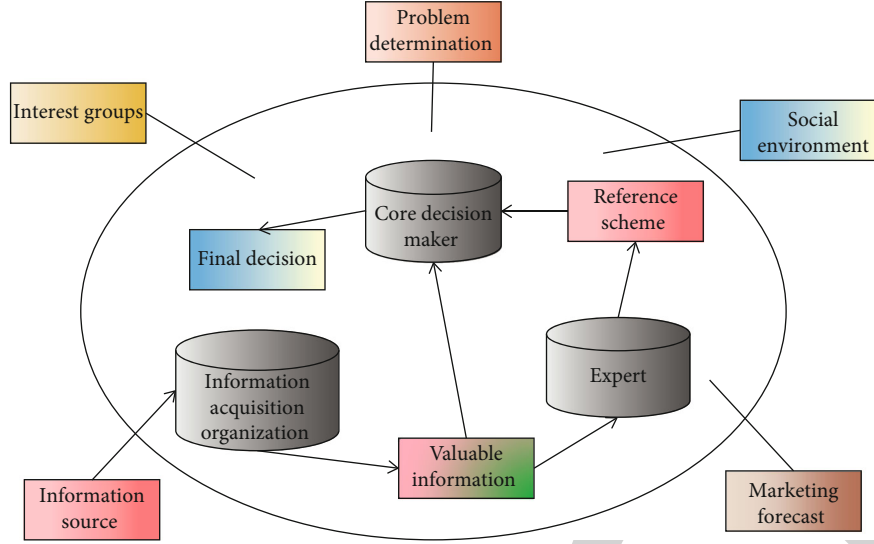 Problem
determination
Interest groups
Social
environment
Core decision
maker
Reference
scheme
Final decision
Information
acquisition
organization
Expert
Valuable
information
Information
source
Marketing
forecast